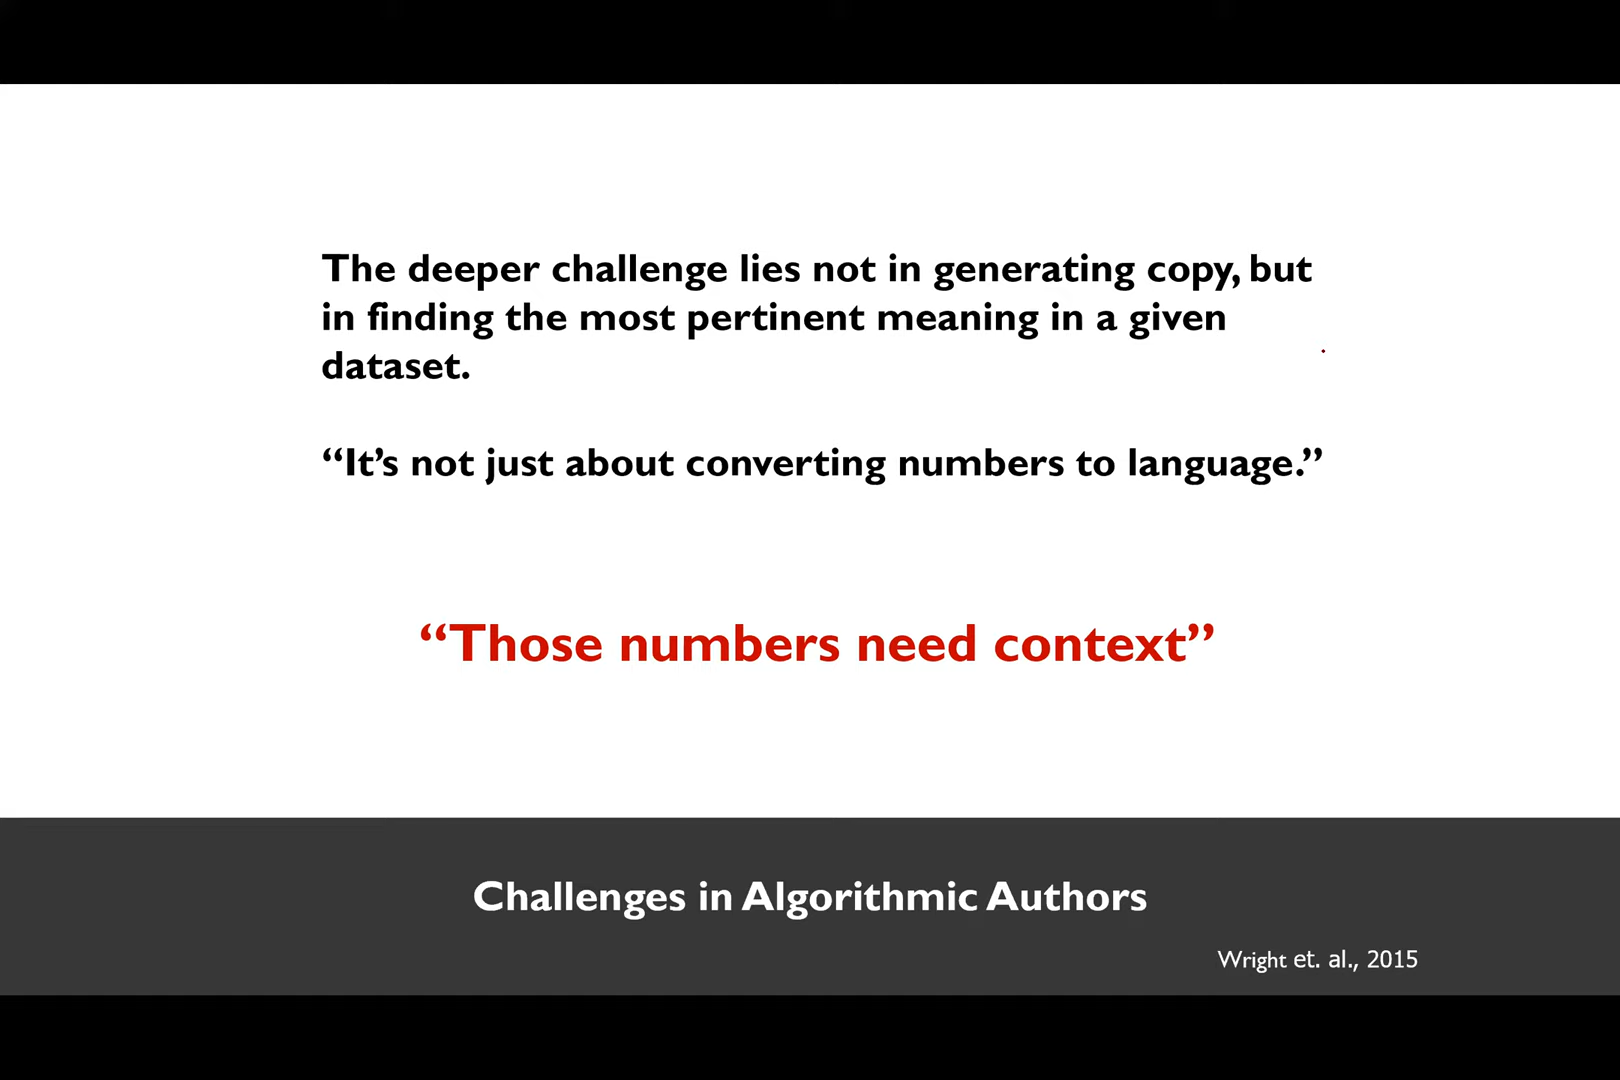 The deeper challenge lies not in generating copy, but
in finding the most pertinent meaning in a given
dataset.
“It’s not just about converting numbers to language.”
“Those numbers need context”
Challenges in Algorithmic Authors
Wright et. al., 2015